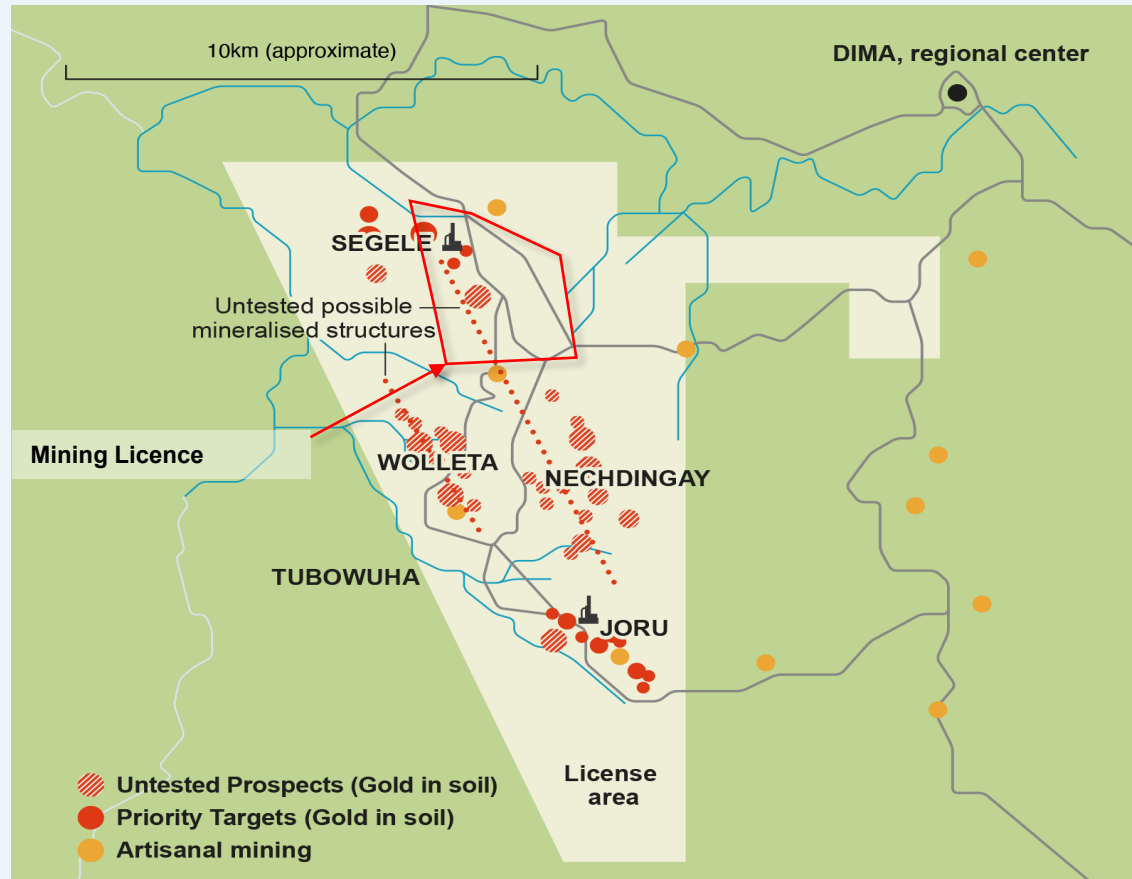 10km (approximate)
DIMA, regional center
SEGELE
Untested possible
mineralised structures
Mining Licence
WOLLETA
NECHDINGAY
TUBOWUHA
JORU
License
area
Untested Prospects (Gold in soil)
Priority Targets (Gold in soil)
Artisanal mining